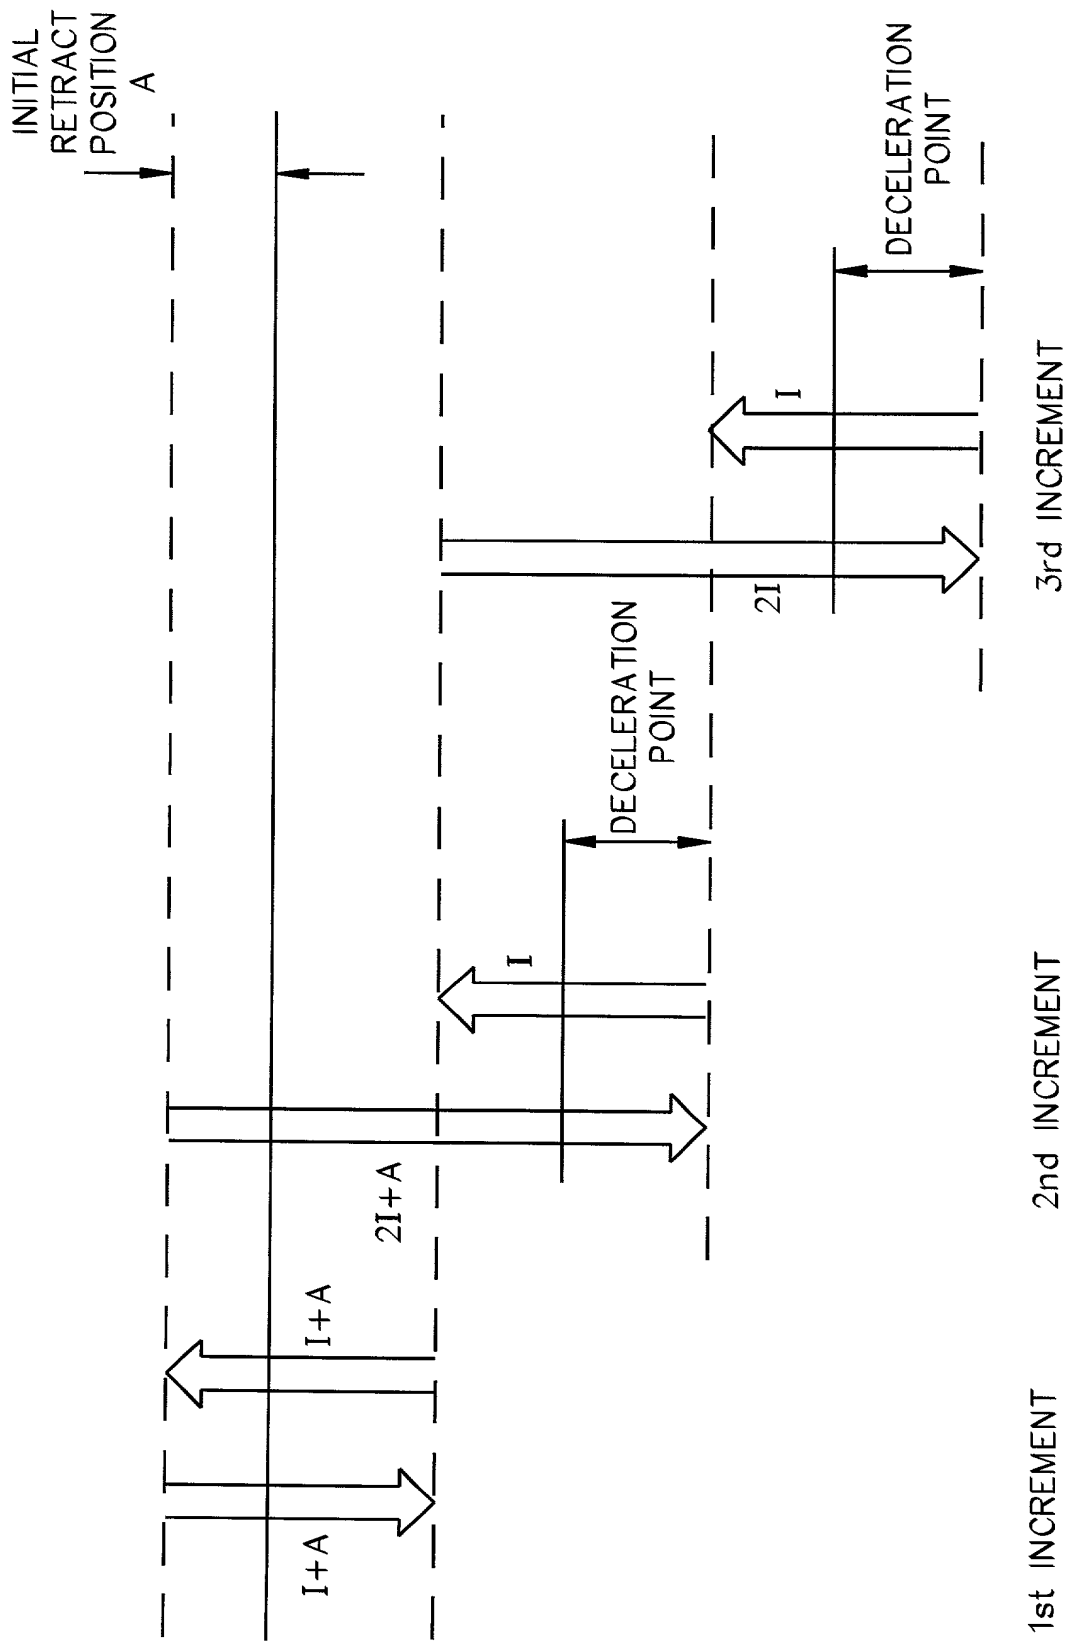 INITIAL
RETRACT
POSITION
A
I+A
I+A
2I+A
I
DECELERATION
POINT
2I
I
DECELERATION
POINT
1st INCREMENT
2nd INCREMENT
3rd INCREMENT